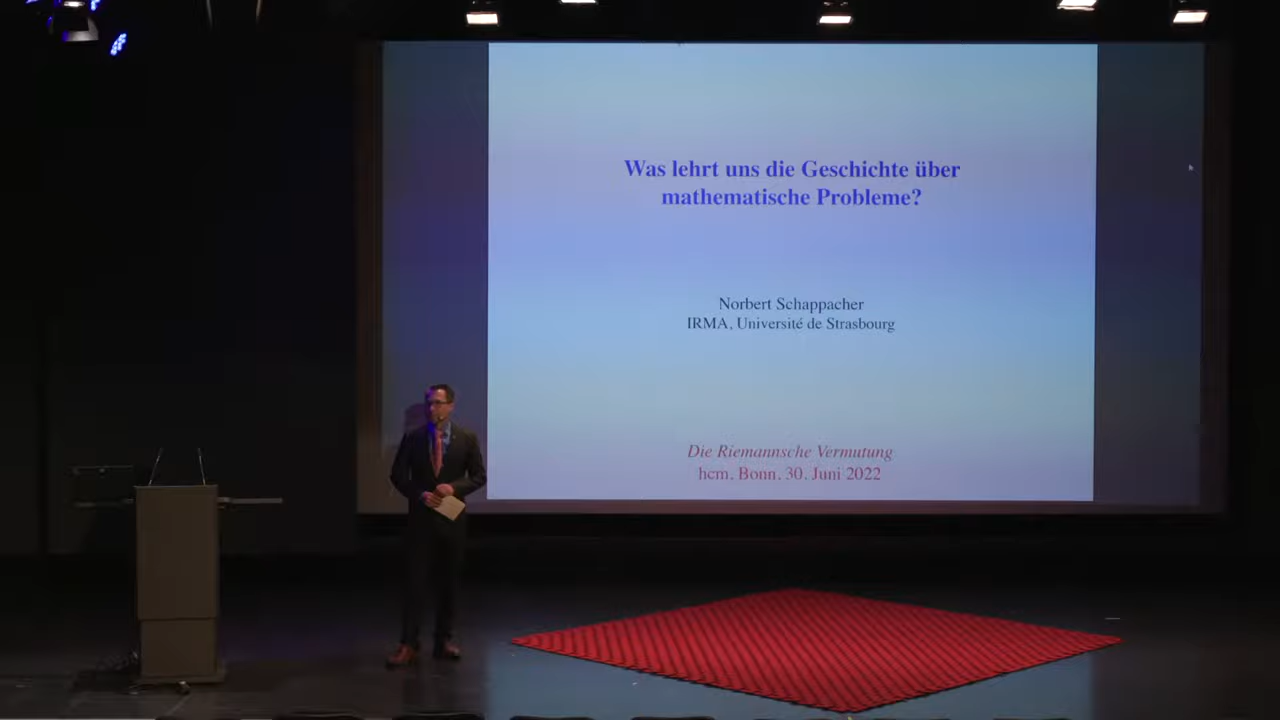 Was lehrt uns die Geschichte über
mathematische Probleme?
Norbert Schappacher
IRMA, Université de Strasbourg
Die Riemannsche Vermutung
hcm. Bonn. 30. Juni 2022